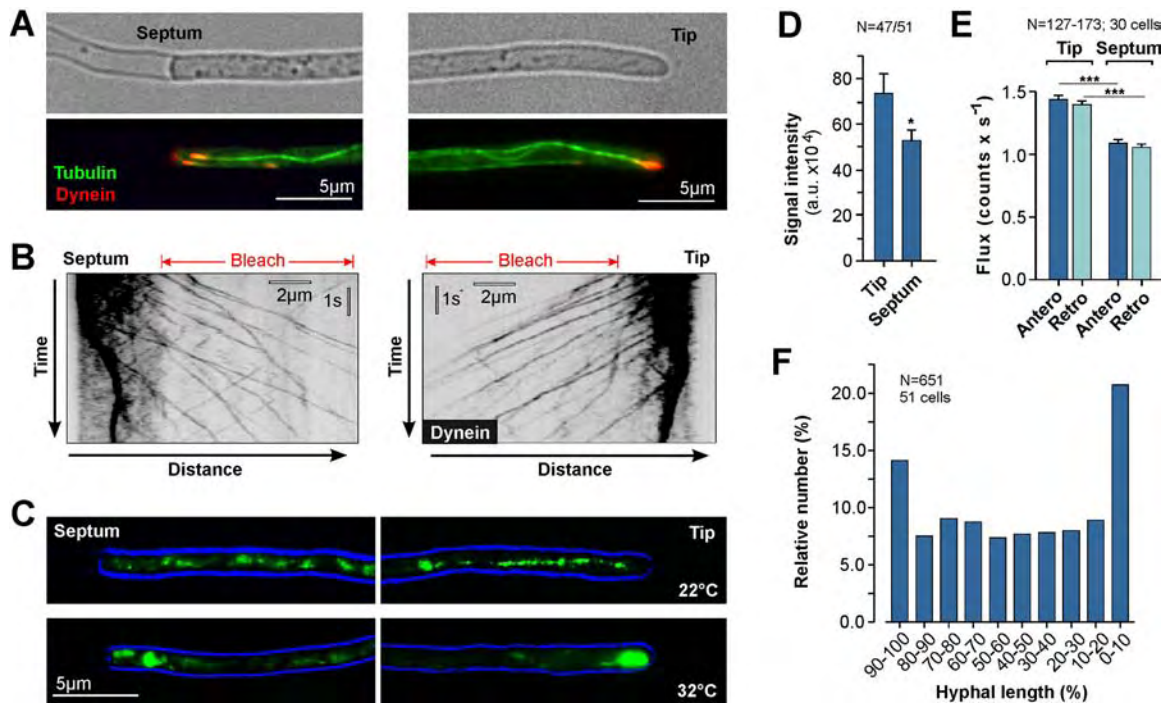 A
Septum
Tip
Tubulin
Dynein
5µm
5µm
B
Septum
Bleach
2µm
1s
Time
Distance
Bleach
Tip
1s
2µm
Time
Dynein
Distance
C
Septum
Tip
22°C
5µm
32°C
D
N=47/51
Signal intensity
(a.u. x10⁴)
80
60
40
20
0
*
Tip
Septum
E
N=127-173; 30 cells
Tip Septum
***
***
Flux (counts x s⁻¹)
1.5
1.0
0.0
Antero
Retro
Antero
Retro
F
N=651
51 cells
Relative number (%)
20.0
15.0
10.0
5.0
0.0
90-100
80-90
70-80
60-70
50-60
40-50
30-40
20-30
10-20
0-10
Hyphal length (%)